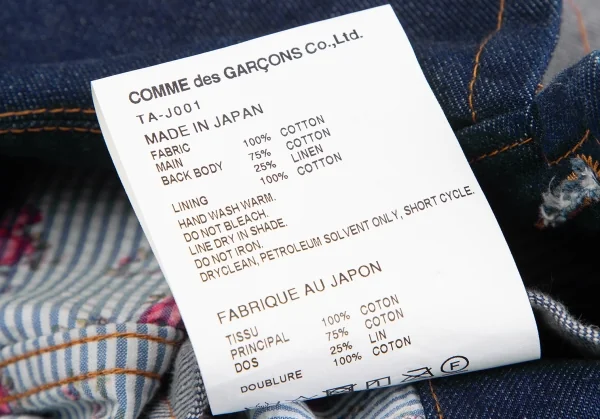 COMME des GARÇONS Co.,Ltd.
TA-J001
MADE IN JAPAN
FABRIC
MAIN 100% COTTON
BACK BODY 75% COTTON
25% LINEN
LINING 100% COTTON
HAND WASH WARM.
DO NOT BLEACH.
LINE DRY IN SHADE.
DO NOT IRON.
DRYCLEAN, PETROLEUM SOLVENT ONLY, SHORT CYCLE.
FABRIQUE AU JAPON
TISSU
PRINCIPAL 100% COTON
DOS 75% COTON
25% LIN
DOUBLURE 100% COTON
F